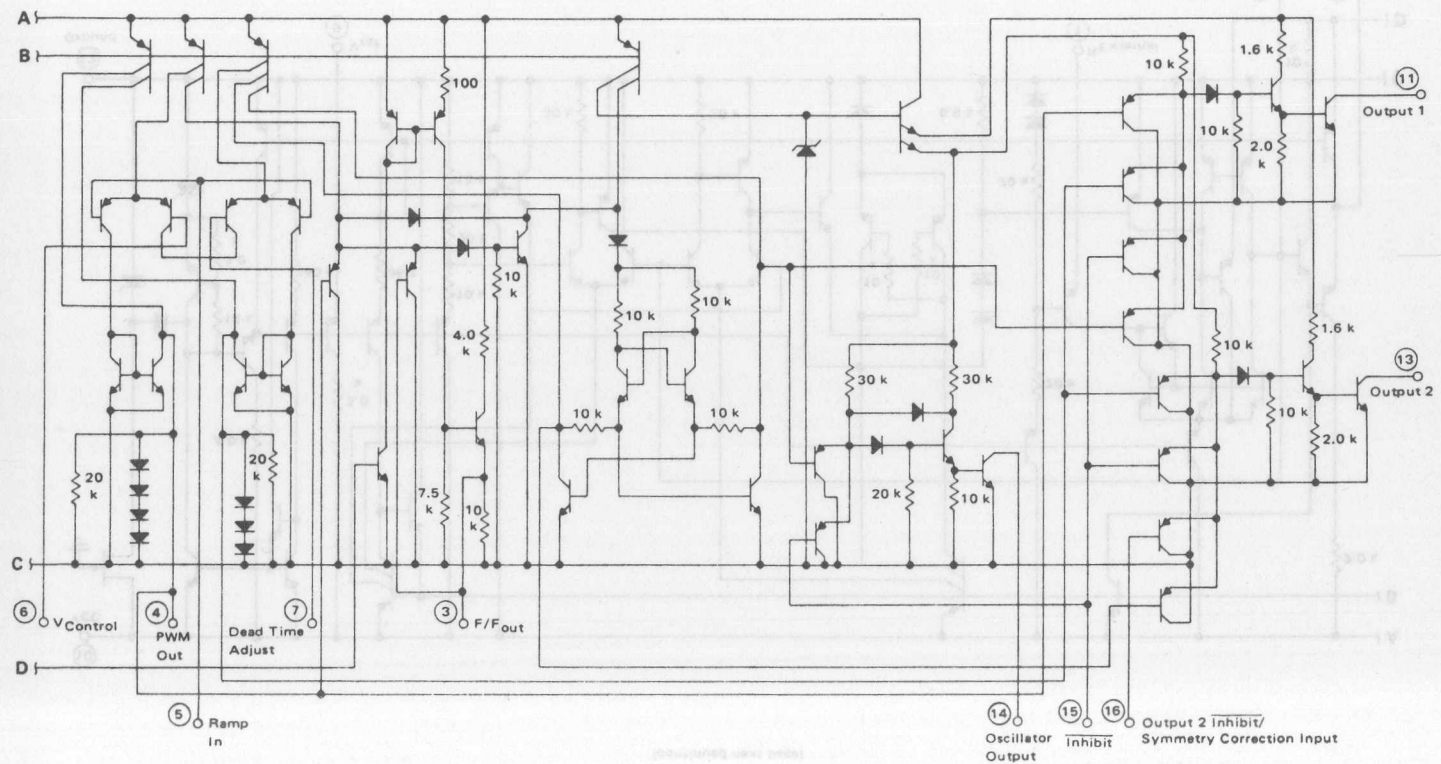 A
B
100
10 k
1.6 k
11
Output 1
10 k
2.0
k
10
k
4.0
k
10 k
10 k
10 k
1.6 k
13
Output 2
10 k
2.0 k
30 k
30 k
10 k
10 k
20
k
20
k
7.5
k
10
k
20 k
10 k
C
6
VControl
4
PWM
Out
7
Dead Time
Adjust
3
F/Fout
D
5
Ramp
In
14
Oscillator
Output
15
Inhibit
16
Output 2 Inhibit/
Symmetry Correction Input